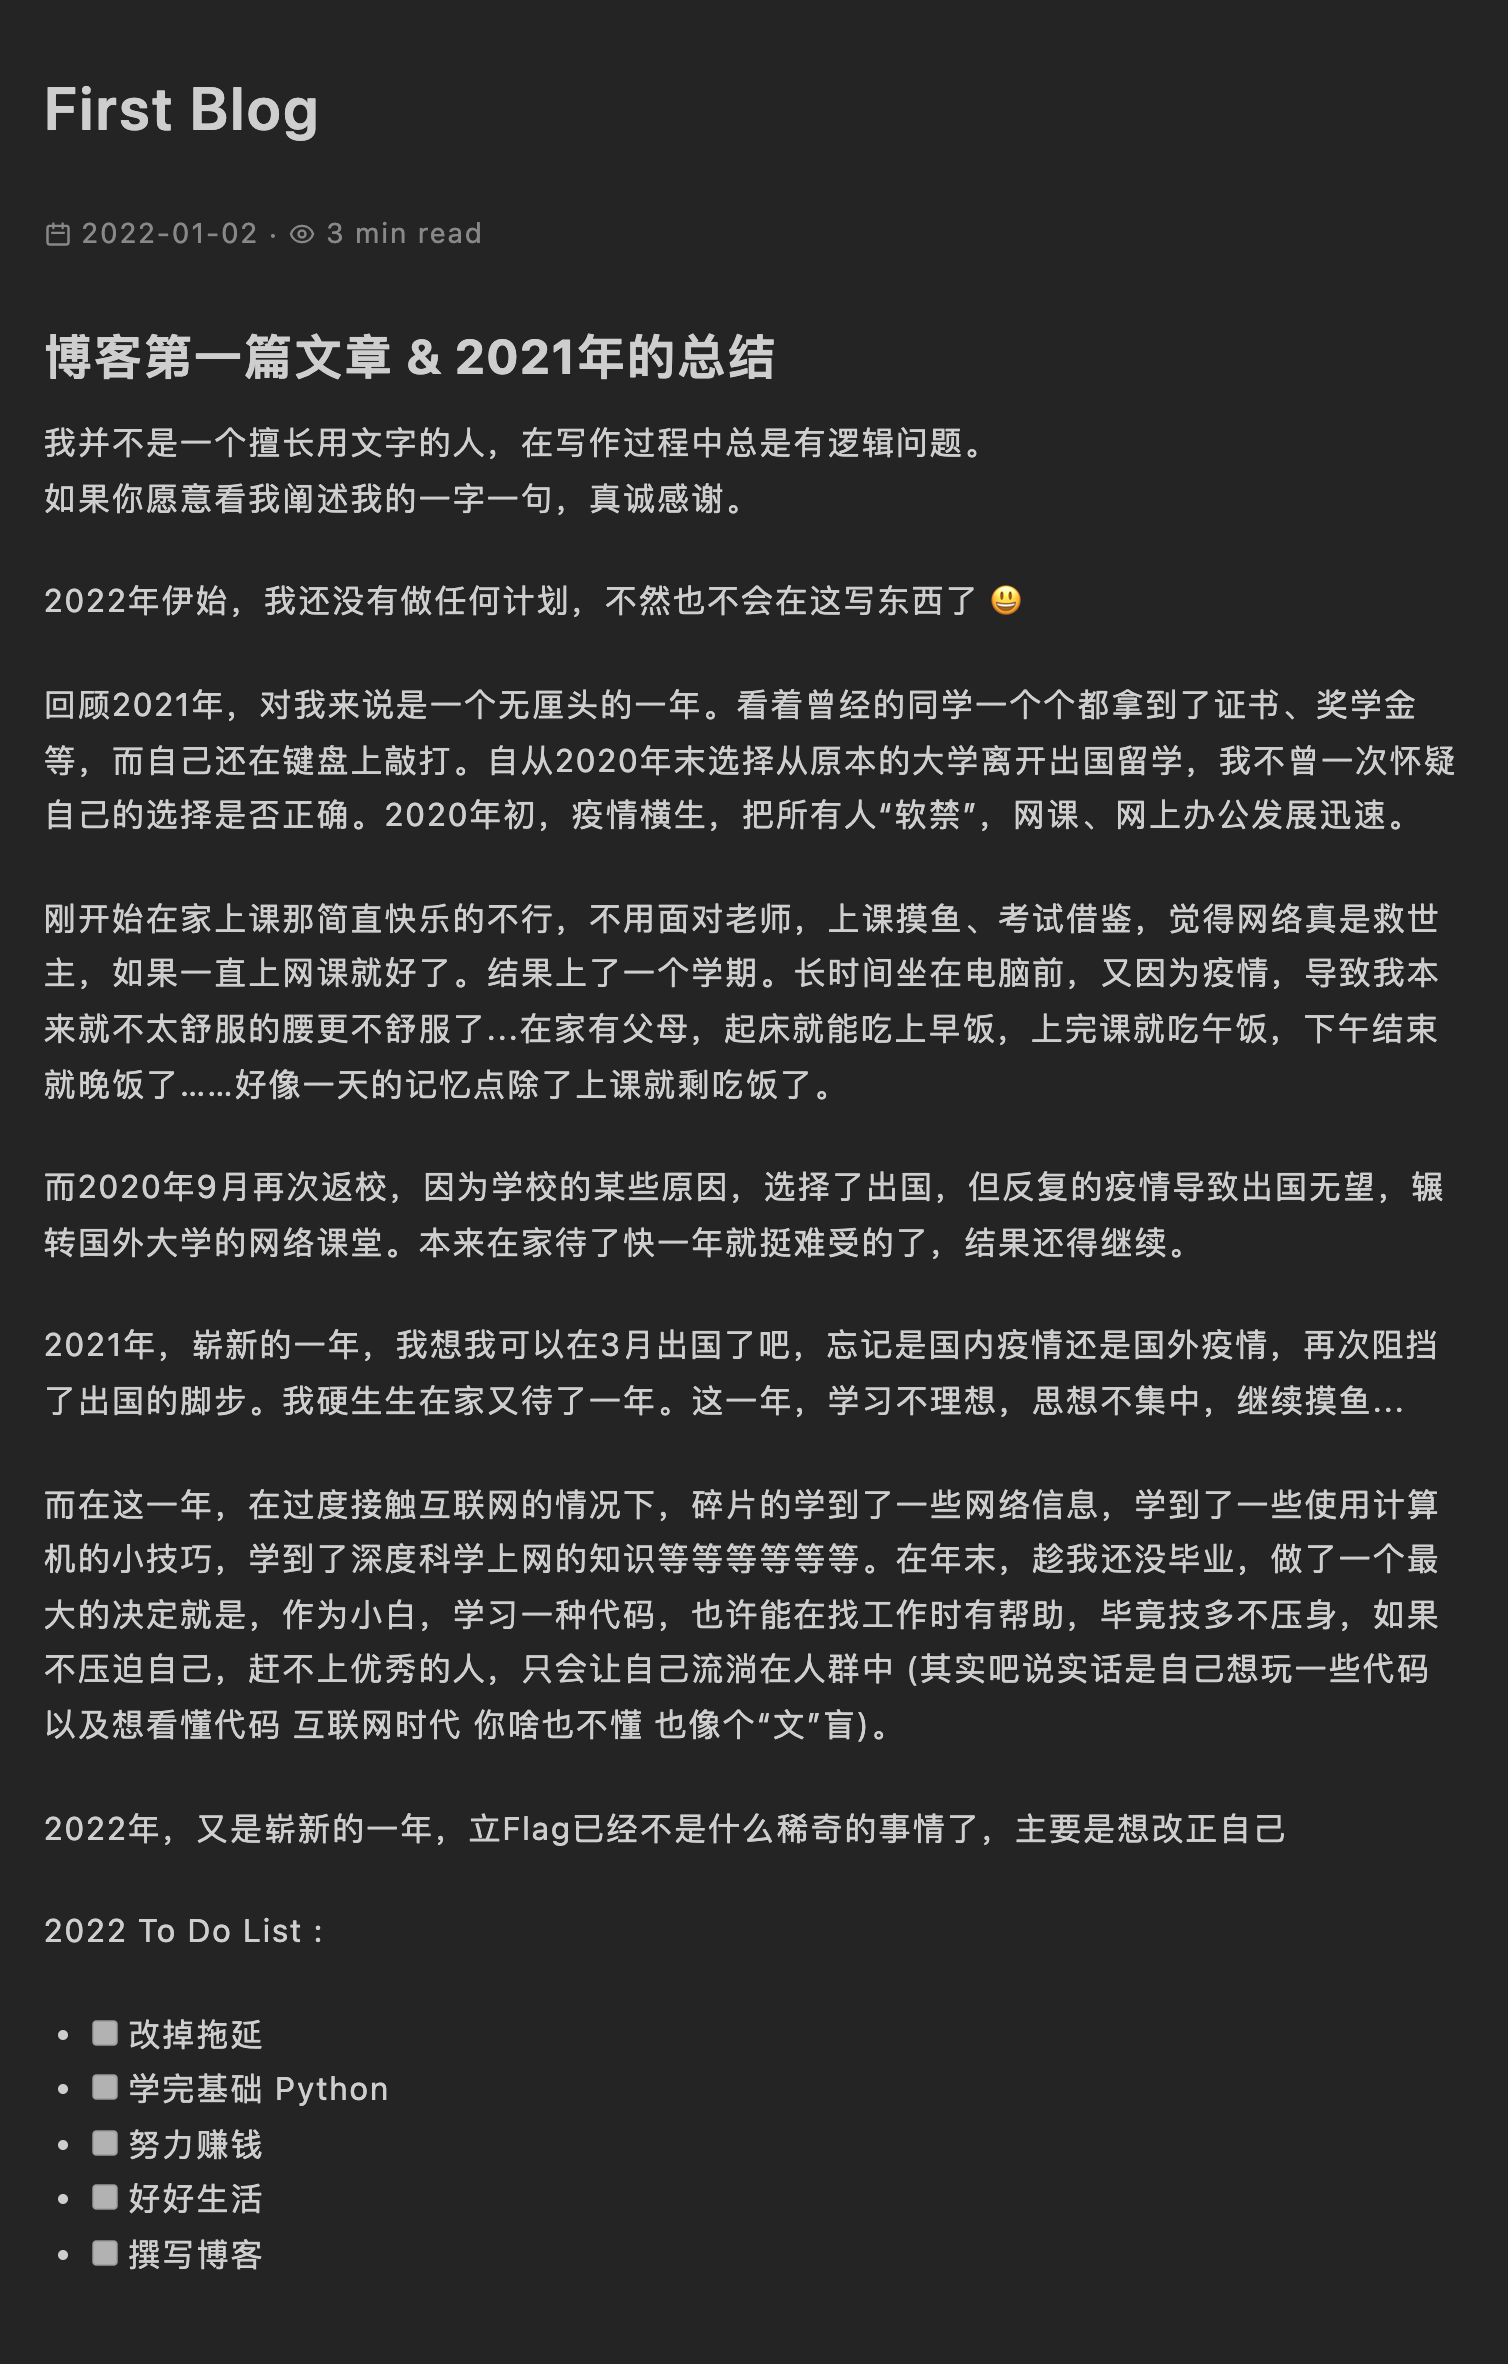 First Blog
2022-01-02 · 3 min read
博客第一篇文章 & 2021年的总结
我并不是一个擅长用文字的人，在写作过程中总是有逻辑问题。
如果你愿意看我阐述我的一字一句，真诚感谢。
2022年伊始，我还没有做任何计划，不然也不会在这写东西了 😃
回顾2021年，对我来说是一个无厘头的一年。看着曾经的同学一个个都拿到了证书、奖学金
等，而自己还在键盘上敲打。自从2020年末选择从原本的大学离开出国留学，我不曾一次怀疑
自己的选择是否正确。2020年初，疫情横生，把所有人“软禁”，网课、网上办公发展迅速。
刚开始在家上课那简直快乐的不行，不用面对老师，上课摸鱼、考试借鉴，觉得网络真是救世
主，如果一直上网课就好了。结果上了一个学期。长时间坐在电脑前，又因为疫情，导致我本
来就不太舒服的腰更不舒服了...在家有父母，起床就能吃上早饭，上完课就吃午饭，下午结束
就晚饭了……好像一天的记忆点除了上课就剩吃饭了。
而2020年9月再次返校，因为学校的某些原因，选择了出国，但反复的疫情导致出国无望，辗
转国外大学的网络课堂。本来在家待了快一年就挺难受的了，结果还得继续。
2021年，崭新的一年，我想我可以在3月出国了吧，忘记是国内疫情还是国外疫情，再次阻挡
了出国的脚步。我硬生生在家又待了一年。这一年，学习不理想，思想不集中，继续摸鱼...
而在这一年，在过度接触互联网的情况下，碎片的学到了一些网络信息，学到了一些使用计算
机的小技巧，学到了深度科学上网的知识等等等等等等。在年末，趁我还没毕业，做了一个最
大的决定就是，作为小白，学习一种代码，也许能在找工作时有帮助，毕竟技多不压身，如果
不压迫自己，赶不上优秀的人，只会让自己流淌在人群中 (其实吧说实话是自己想玩一些代码
以及想看懂代码 互联网时代 你啥也不懂 也像个“文”盲)。
2022年，又是崭新的一年，立Flag已经不是什么稀奇的事情了，主要是想改正自己
2022 To Do List :
改掉拖延
学完基础 Python
努力赚钱
好好生活
撰写博客